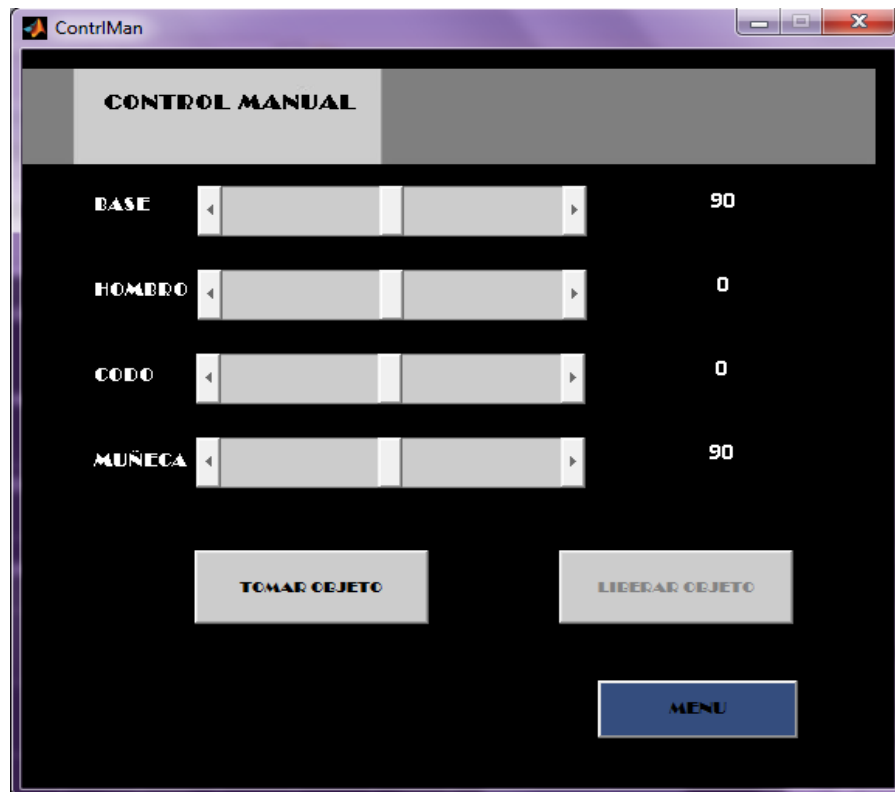 ContrlMan
CONTROL MANUAL
BASE 90
HOMBRO 0
CODO 0
MUÑECA 90
TOMAR OBJETO LIBERAR OBJETO
MENU